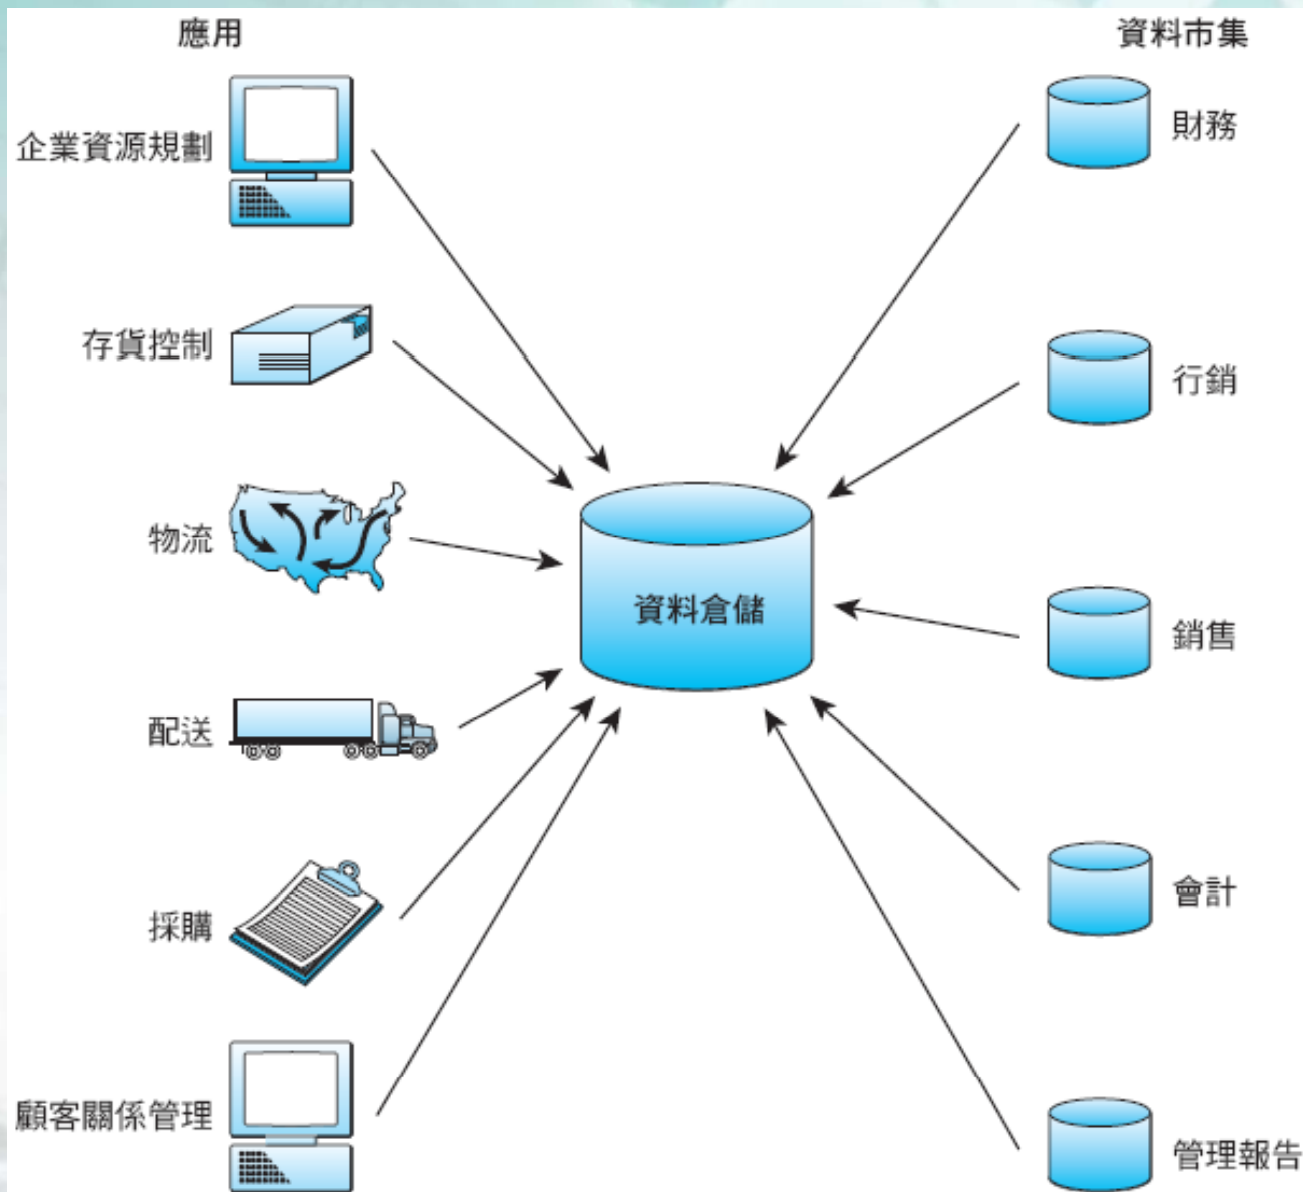 應用
資料市集
企業資源規劃
財務
存貨控制
行銷
物流
資料倉儲
銷售
配送
採購
會計
顧客關係管理
管理報告